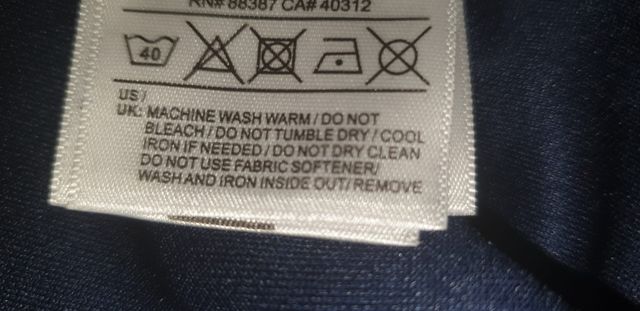 RN# 88387 CA# 40312
40
US /
UK: MACHINE WASH WARM / DO NOT
BLEACH / DO NOT TUMBLE DRY / COOL
IRON IF NEEDED / DO NOT DRY CLEAN
DO NOT USE FABRIC SOFTENER/
WASH AND IRON INSIDE OUT/ REMOVE